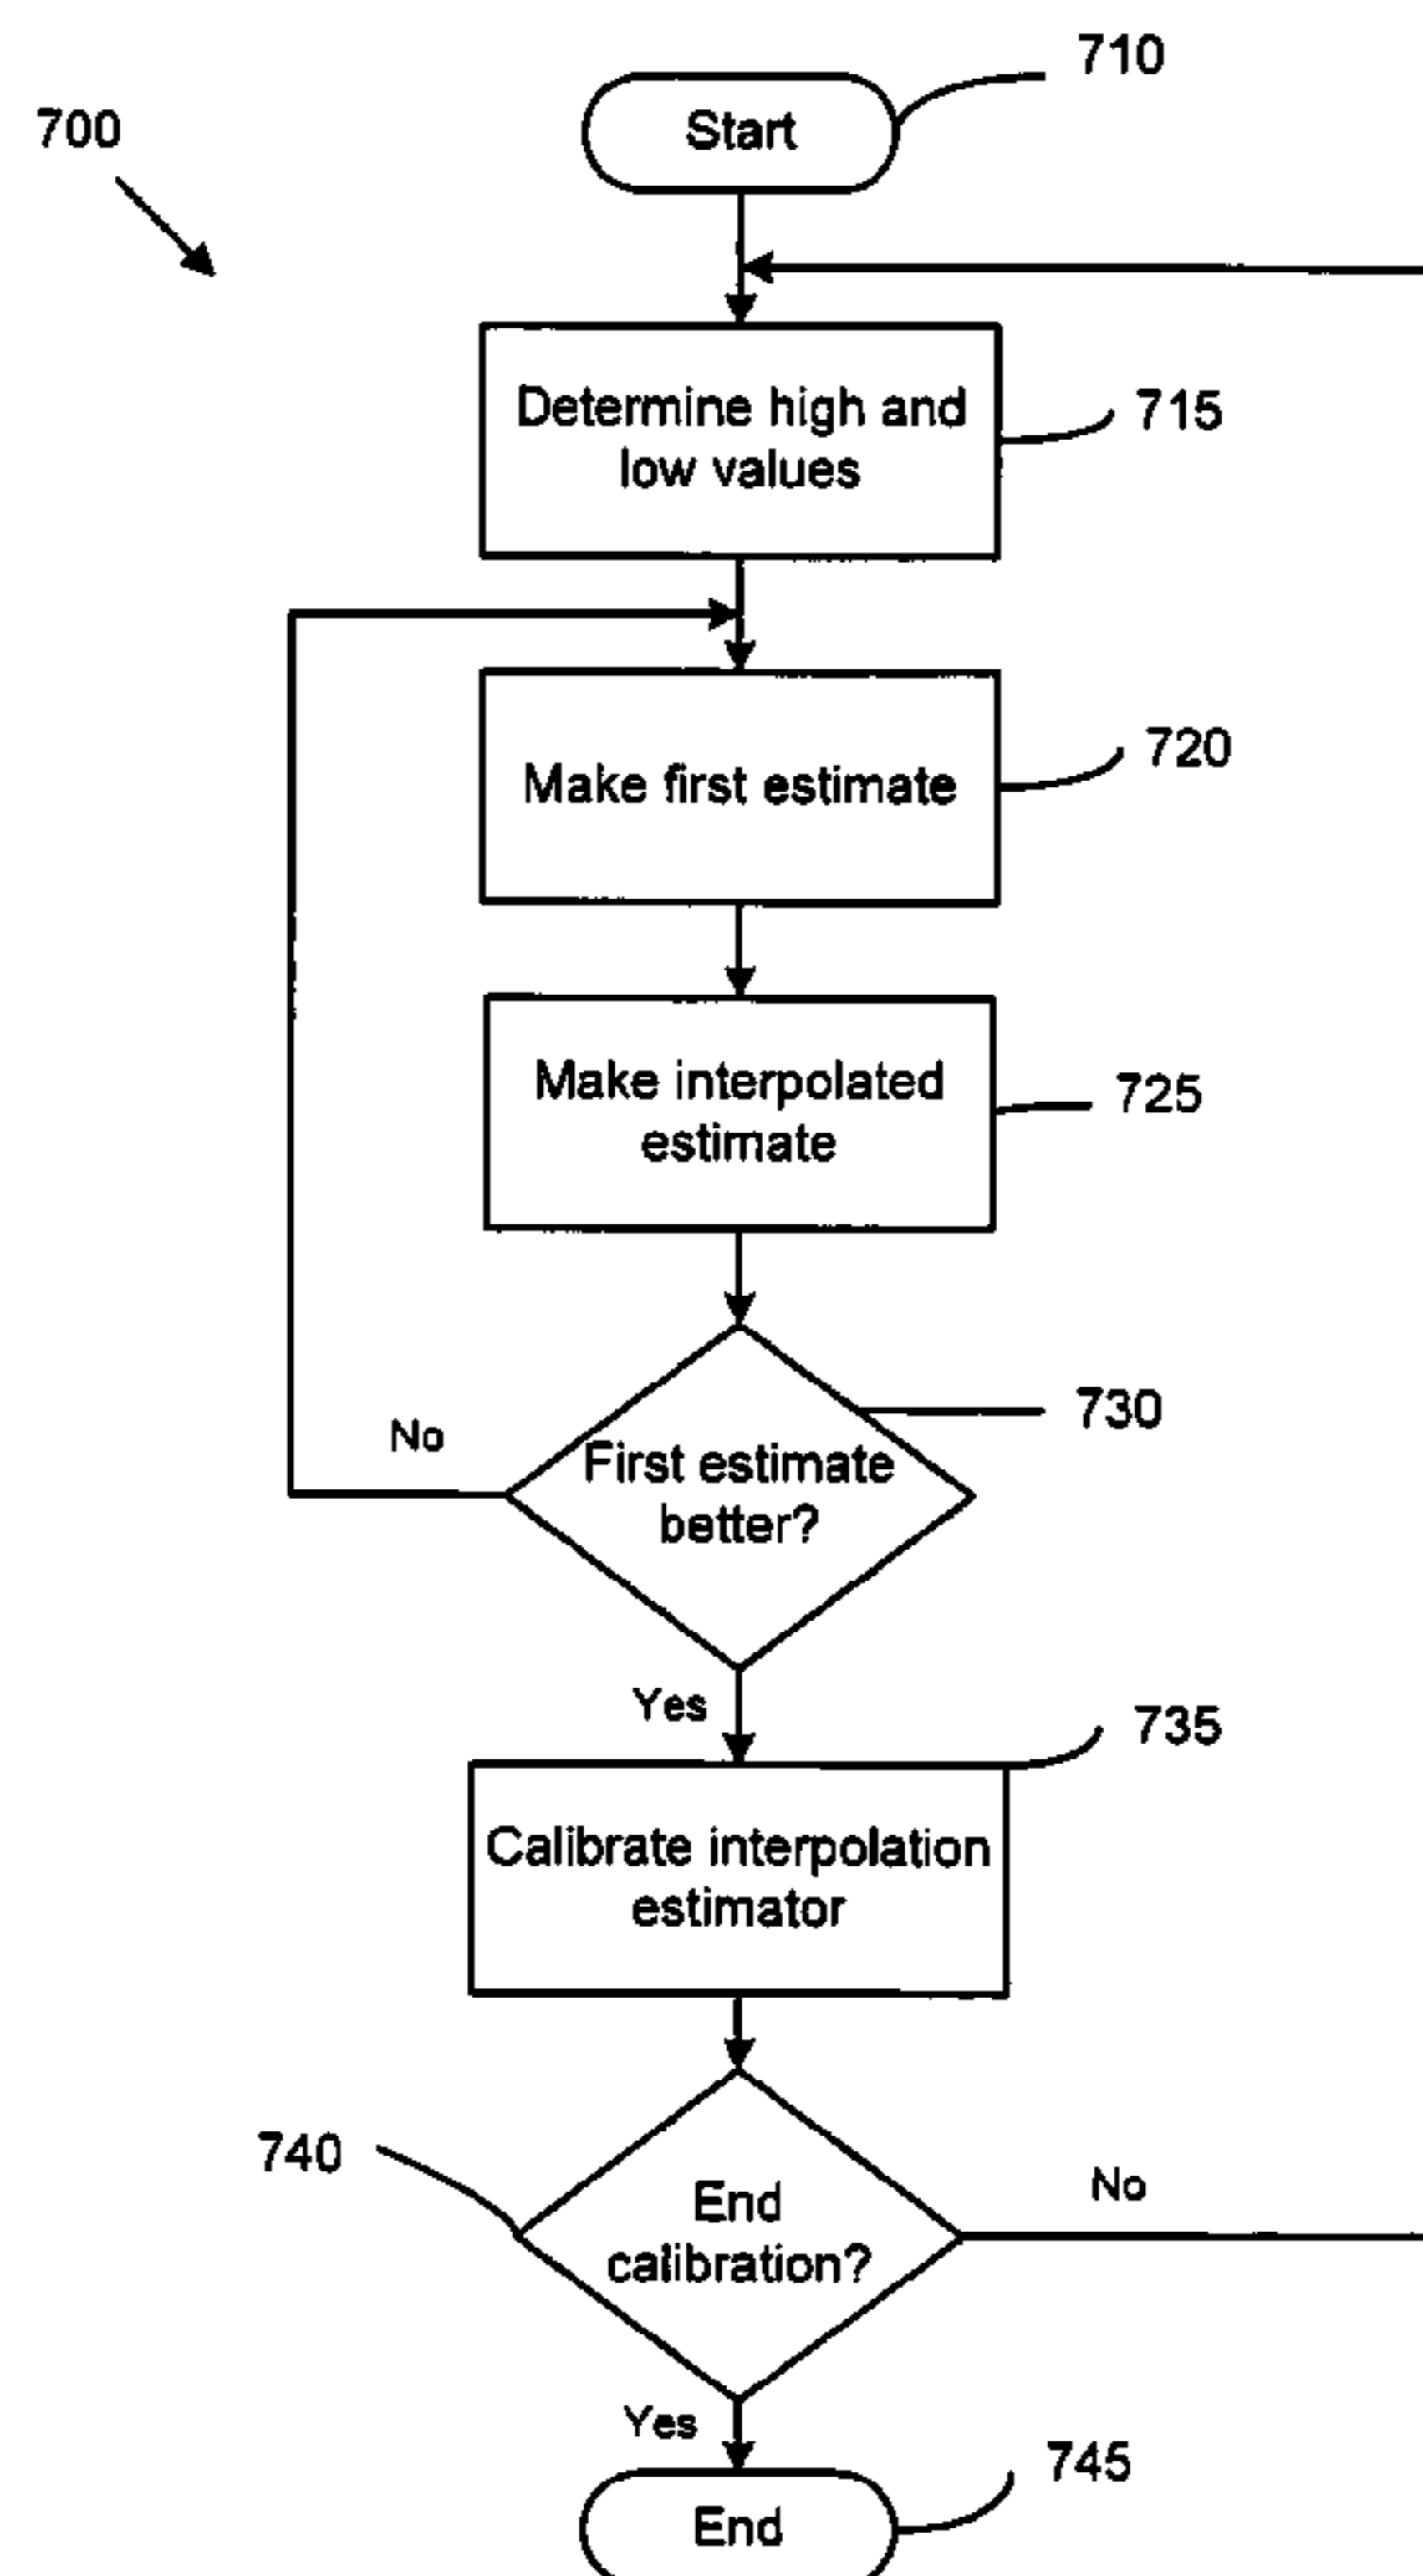 710
700
Start
Determine high and
low values
715
Make first estimate
720
Make interpolated
estimate
725
730
No
First estimate
better?
Yes
735
Calibrate interpolation
estimator
740
No
End
calibration?
Yes
745
End